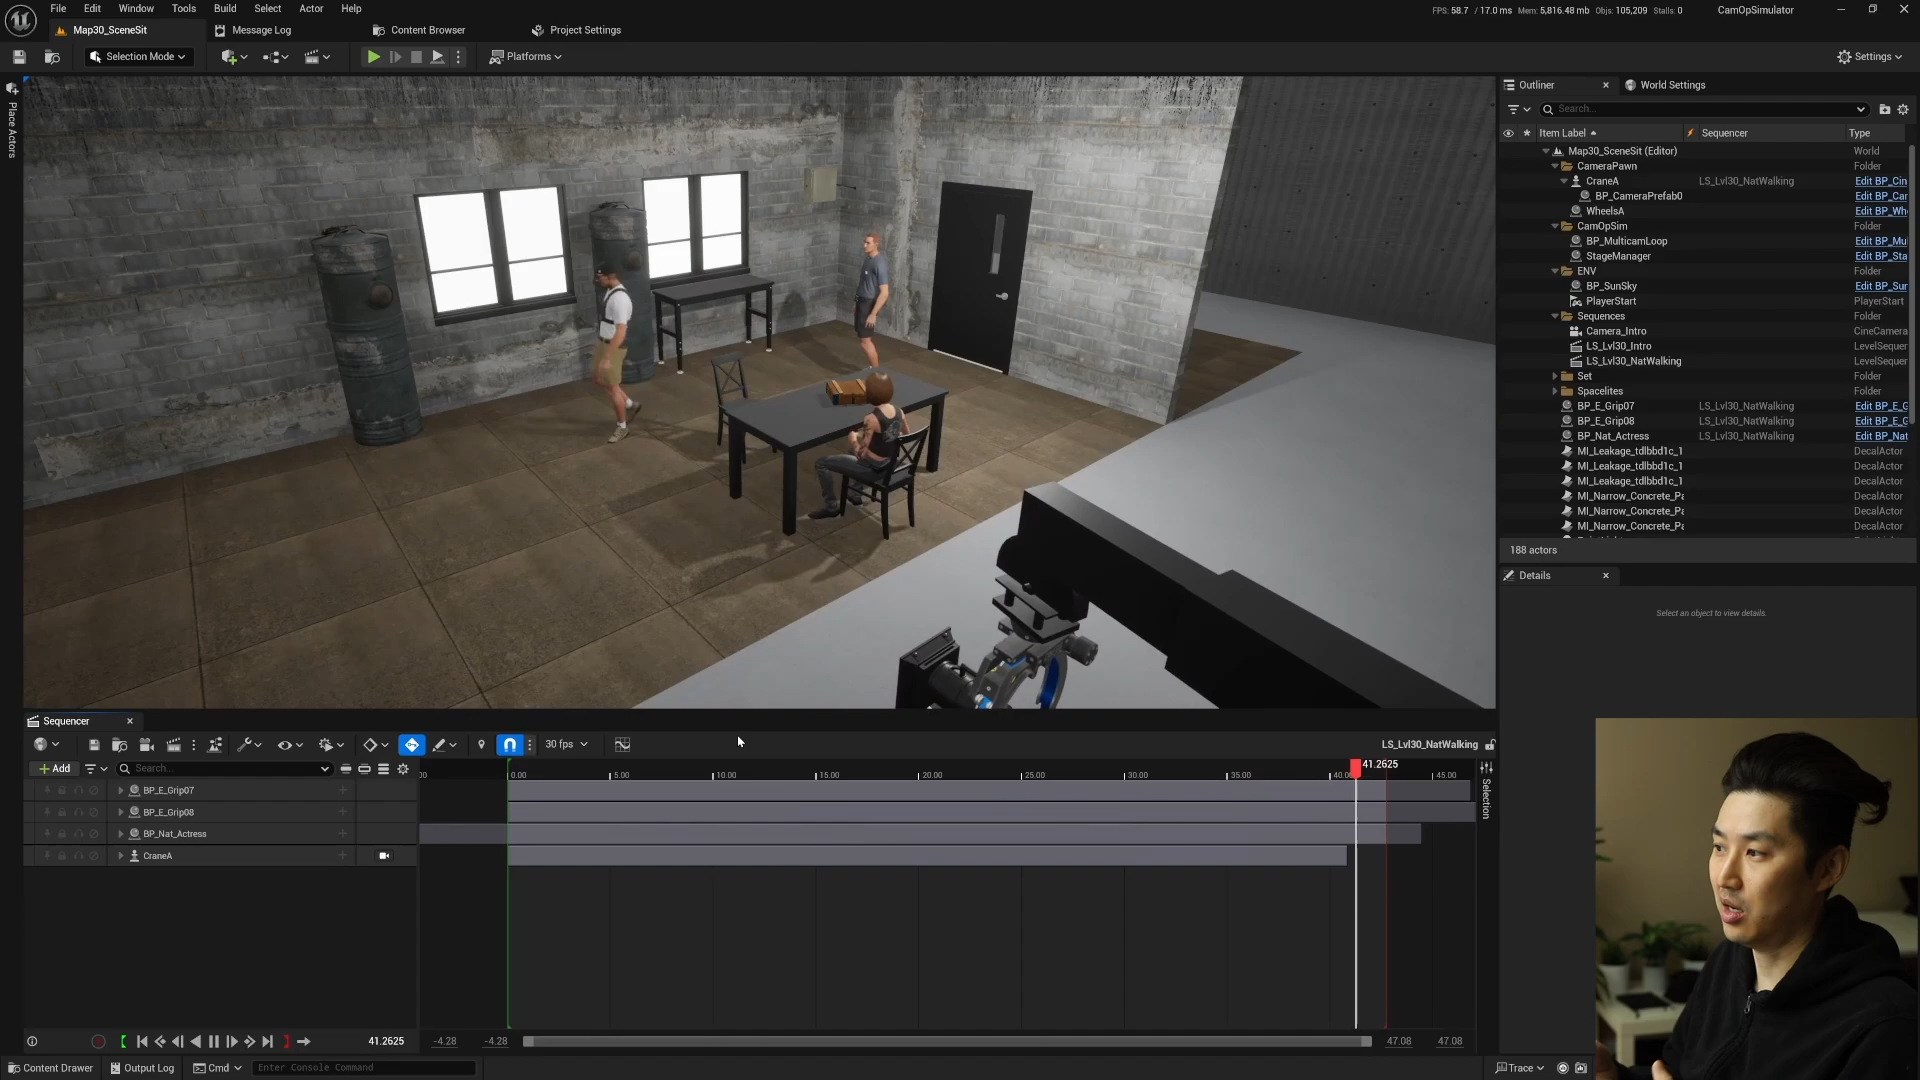 File Edit Window Tools Build Select Actor Help
FPS: 58.7 / 17.0 ms Mem: 5,816.48 mb Objs: 105,209 Stalls: 0 CamOpSimulator
Map30_SceneSit Message Log Content Browser Project Settings
Selection Mode Platforms Settings
Place Actors
Outliner World Settings
Search...
Item Label Sequencer Type
Map30_SceneSit (Editor) World
CameraPawn Folder
CraneA LS_Lvl30_NatWalking Edit BP_Cin
BP_CameraPrefab0 Edit BP_Car
WheelsA Edit BP_Wh
CamOpSim Folder
BP_MulticamLoop Edit BP_Mu
StageManager Edit BP_Sta
ENV Folder
BP_SunSky Edit BP_Sur
PlayerStart PlayerStart
Sequences Folder
Camera_Intro CineCamera
LS_Lvl30_Intro LevelSequer
LS_Lvl30_NatWalking LevelSequer
Set Folder
Spacelites Folder
BP_E_Grip07 LS_Lvl30_NatWalking Edit BP_E_G
BP_E_Grip08 LS_Lvl30_NatWalking Edit BP_E_G
BP_Nat_Actress LS_Lvl30_NatWalking Edit BP_Nat
MI_Leakage_tdlbbd1c_1 DecalActor
MI_Leakage_tdlbbd1c_1 DecalActor
MI_Leakage_tdlbbd1c_1 DecalActor
MI_Narrow_Concrete_Pa DecalActor
MI_Narrow_Concrete_Pa DecalActor
MI_Narrow_Concrete_Pa DecalActor
188 actors
Details
Select an object to view details.
Sequencer
30 fps LS_Lvl30_NatWalking
Add Search...
00 0.00 5.00 10.00 15.00 20.00 25.00 30.00 35.00 40.00 41.2625 45.00
Selection
BP_E_Grip07
BP_E_Grip08
BP_Nat_Actress
CraneA
41.2625 -4.28 -4.28 47.08 47.08
Content Drawer Output Log Cmd Enter Console Command Trace